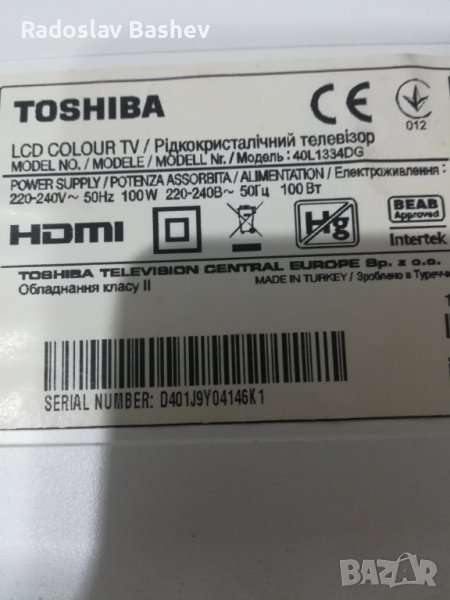 Radoslav Bashev
TOSHIBA
CE
012
LCD COLOUR TV / Рідкокристалічний телевізор
MODEL NO. / MODELE / MODELL Nr. / Модель: 40L1334DG
POWER SUPPLY / POTENZA ASSORBITA / ALIMENTATION / Електроживлення:
220-240V~ 50Hz 100W 220-240В~ 50Гц 100 Вт
HDMI
Hg
BEAB
Approved
Intertek
TOSHIBA TELEVISION CENTRAL EUROPE Sp. z o.o.
Обладнання класу II
MADE IN TURKEY / Зроблено в Туречч
SERIAL NUMBER: D401J9Y04146K1
BAZAR